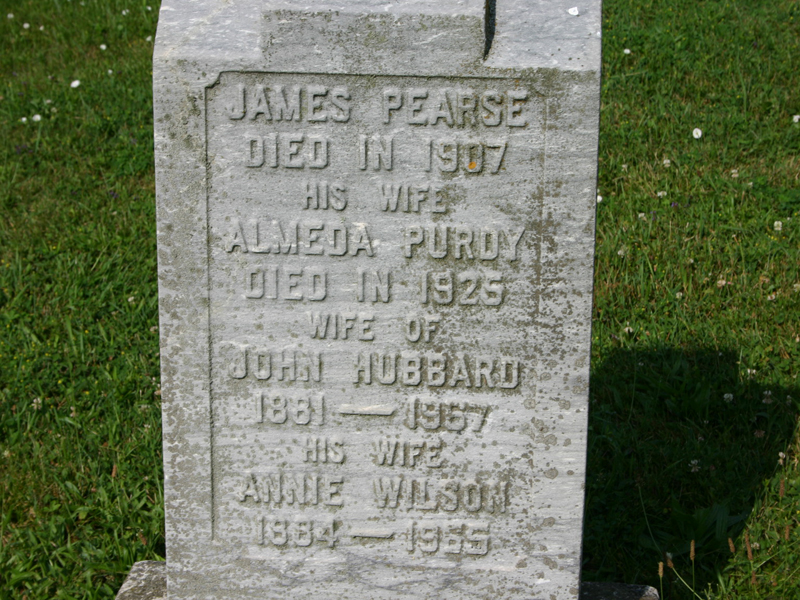 JAMES PEARSE
DIED IN 1907
HIS WIFE
ALMEDA PURDY
DIED IN 1925
WIFE OF
JOHN HUBBARD
1881 — 1967
HIS WIFE
ANNIE WILSON
1884 — 1955